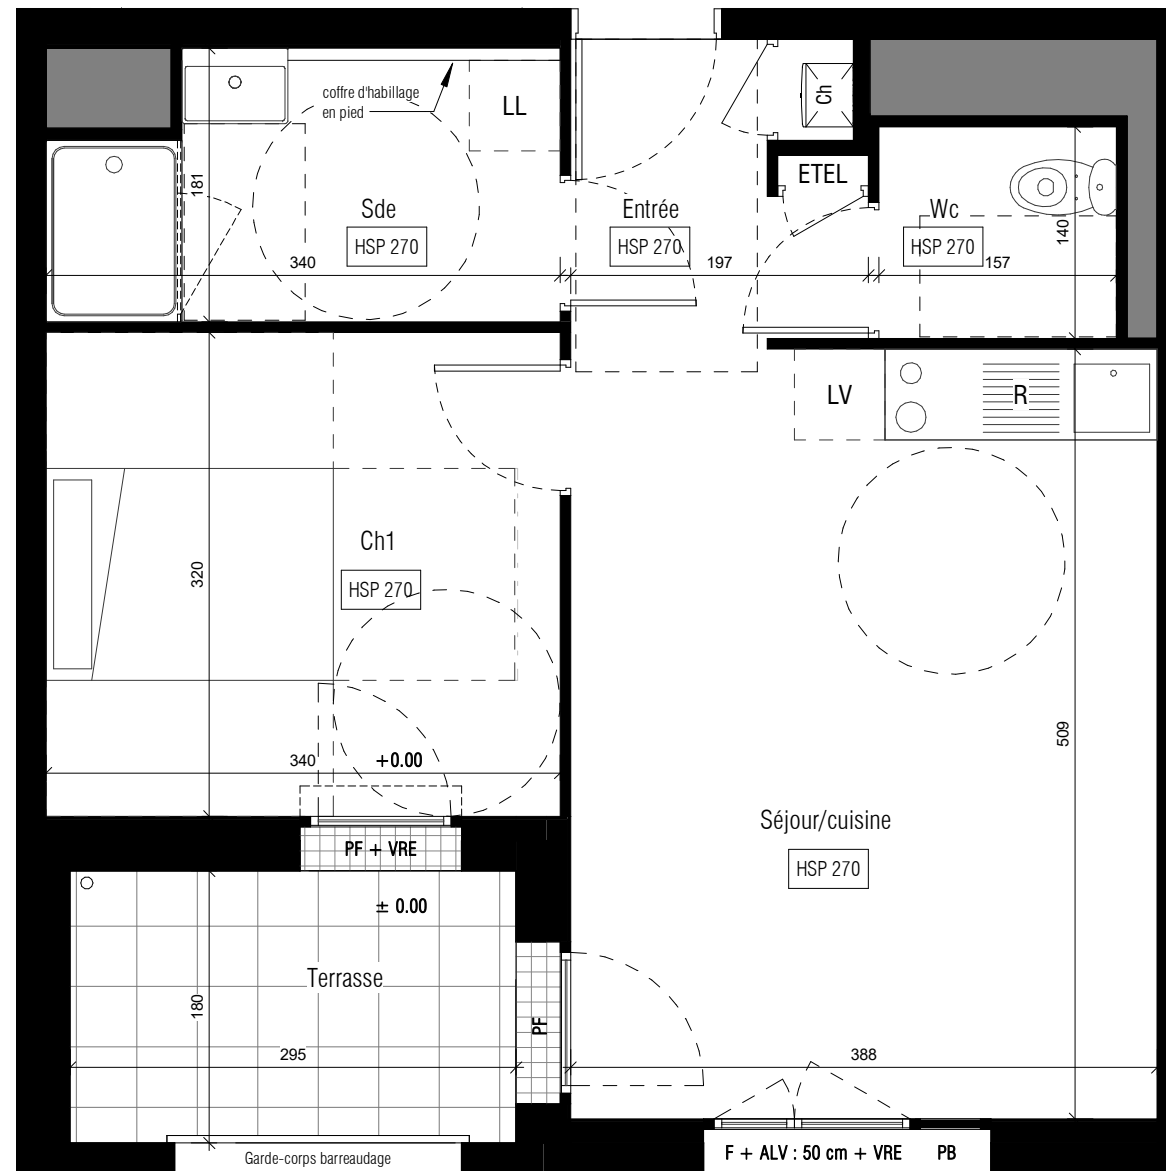 coffre d'habillage
en pied
LL
Ch
ETEL
181
Sde
HSP 270
Entrée
HSP 270
Wc
HSP 270
140
340
197
157
LV
R
Ch1
HSP 270
320
509
340
+0.00
Séjour/cuisine
HSP 270
PF + VRE
± 0.00
Terrasse
180
PF
295
388
Garde-corps barreaudage
F + ALV : 50 cm + VRE
PB